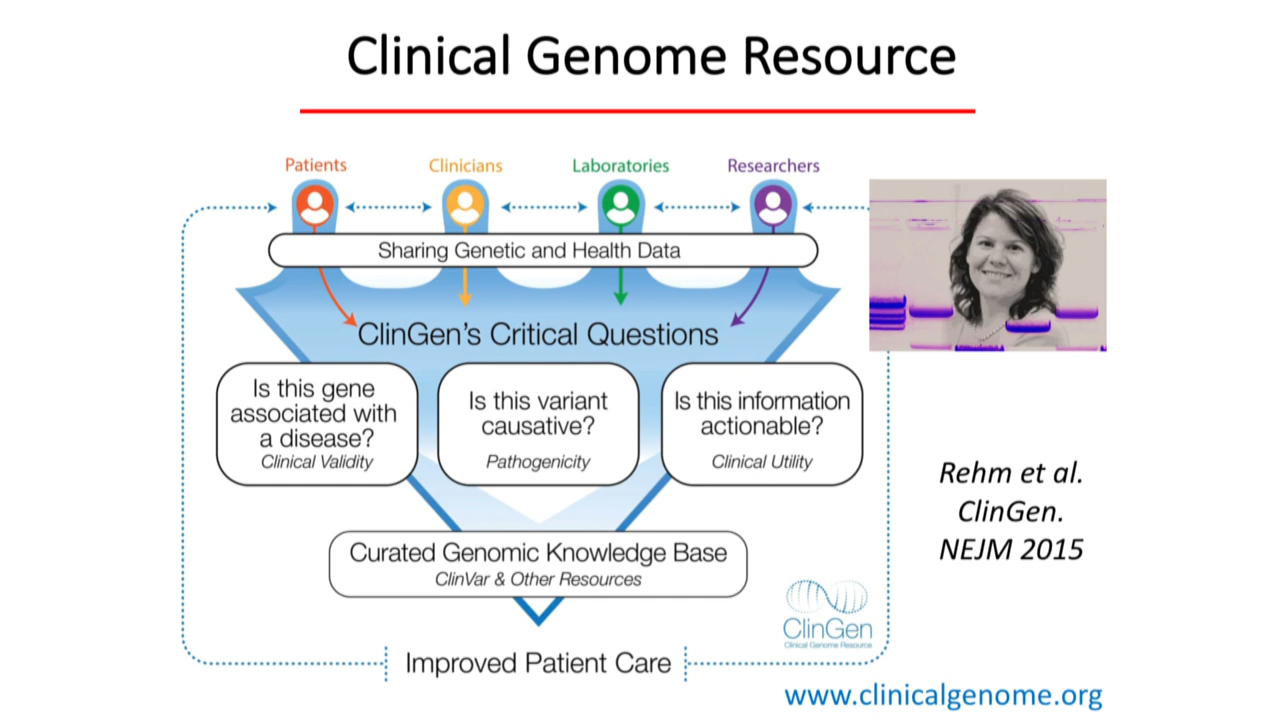 Clinical Genome Resource
Patients
Clinicians
Laboratories
Researchers
Sharing Genetic and Health Data
ClinGen's Critical Questions
Is this gene
associated with
a disease?
Clinical Validity
Is this variant
causative?
Pathogenicity
Is this information
actionable?
Clinical Utility
Rehm et al.
ClinGen.
NEJM 2015
Curated Genomic Knowledge Base
ClinVar & Other Resources
ClinGen
Clinical Genome Resource
Improved Patient Care
www.clinicalgenome.org